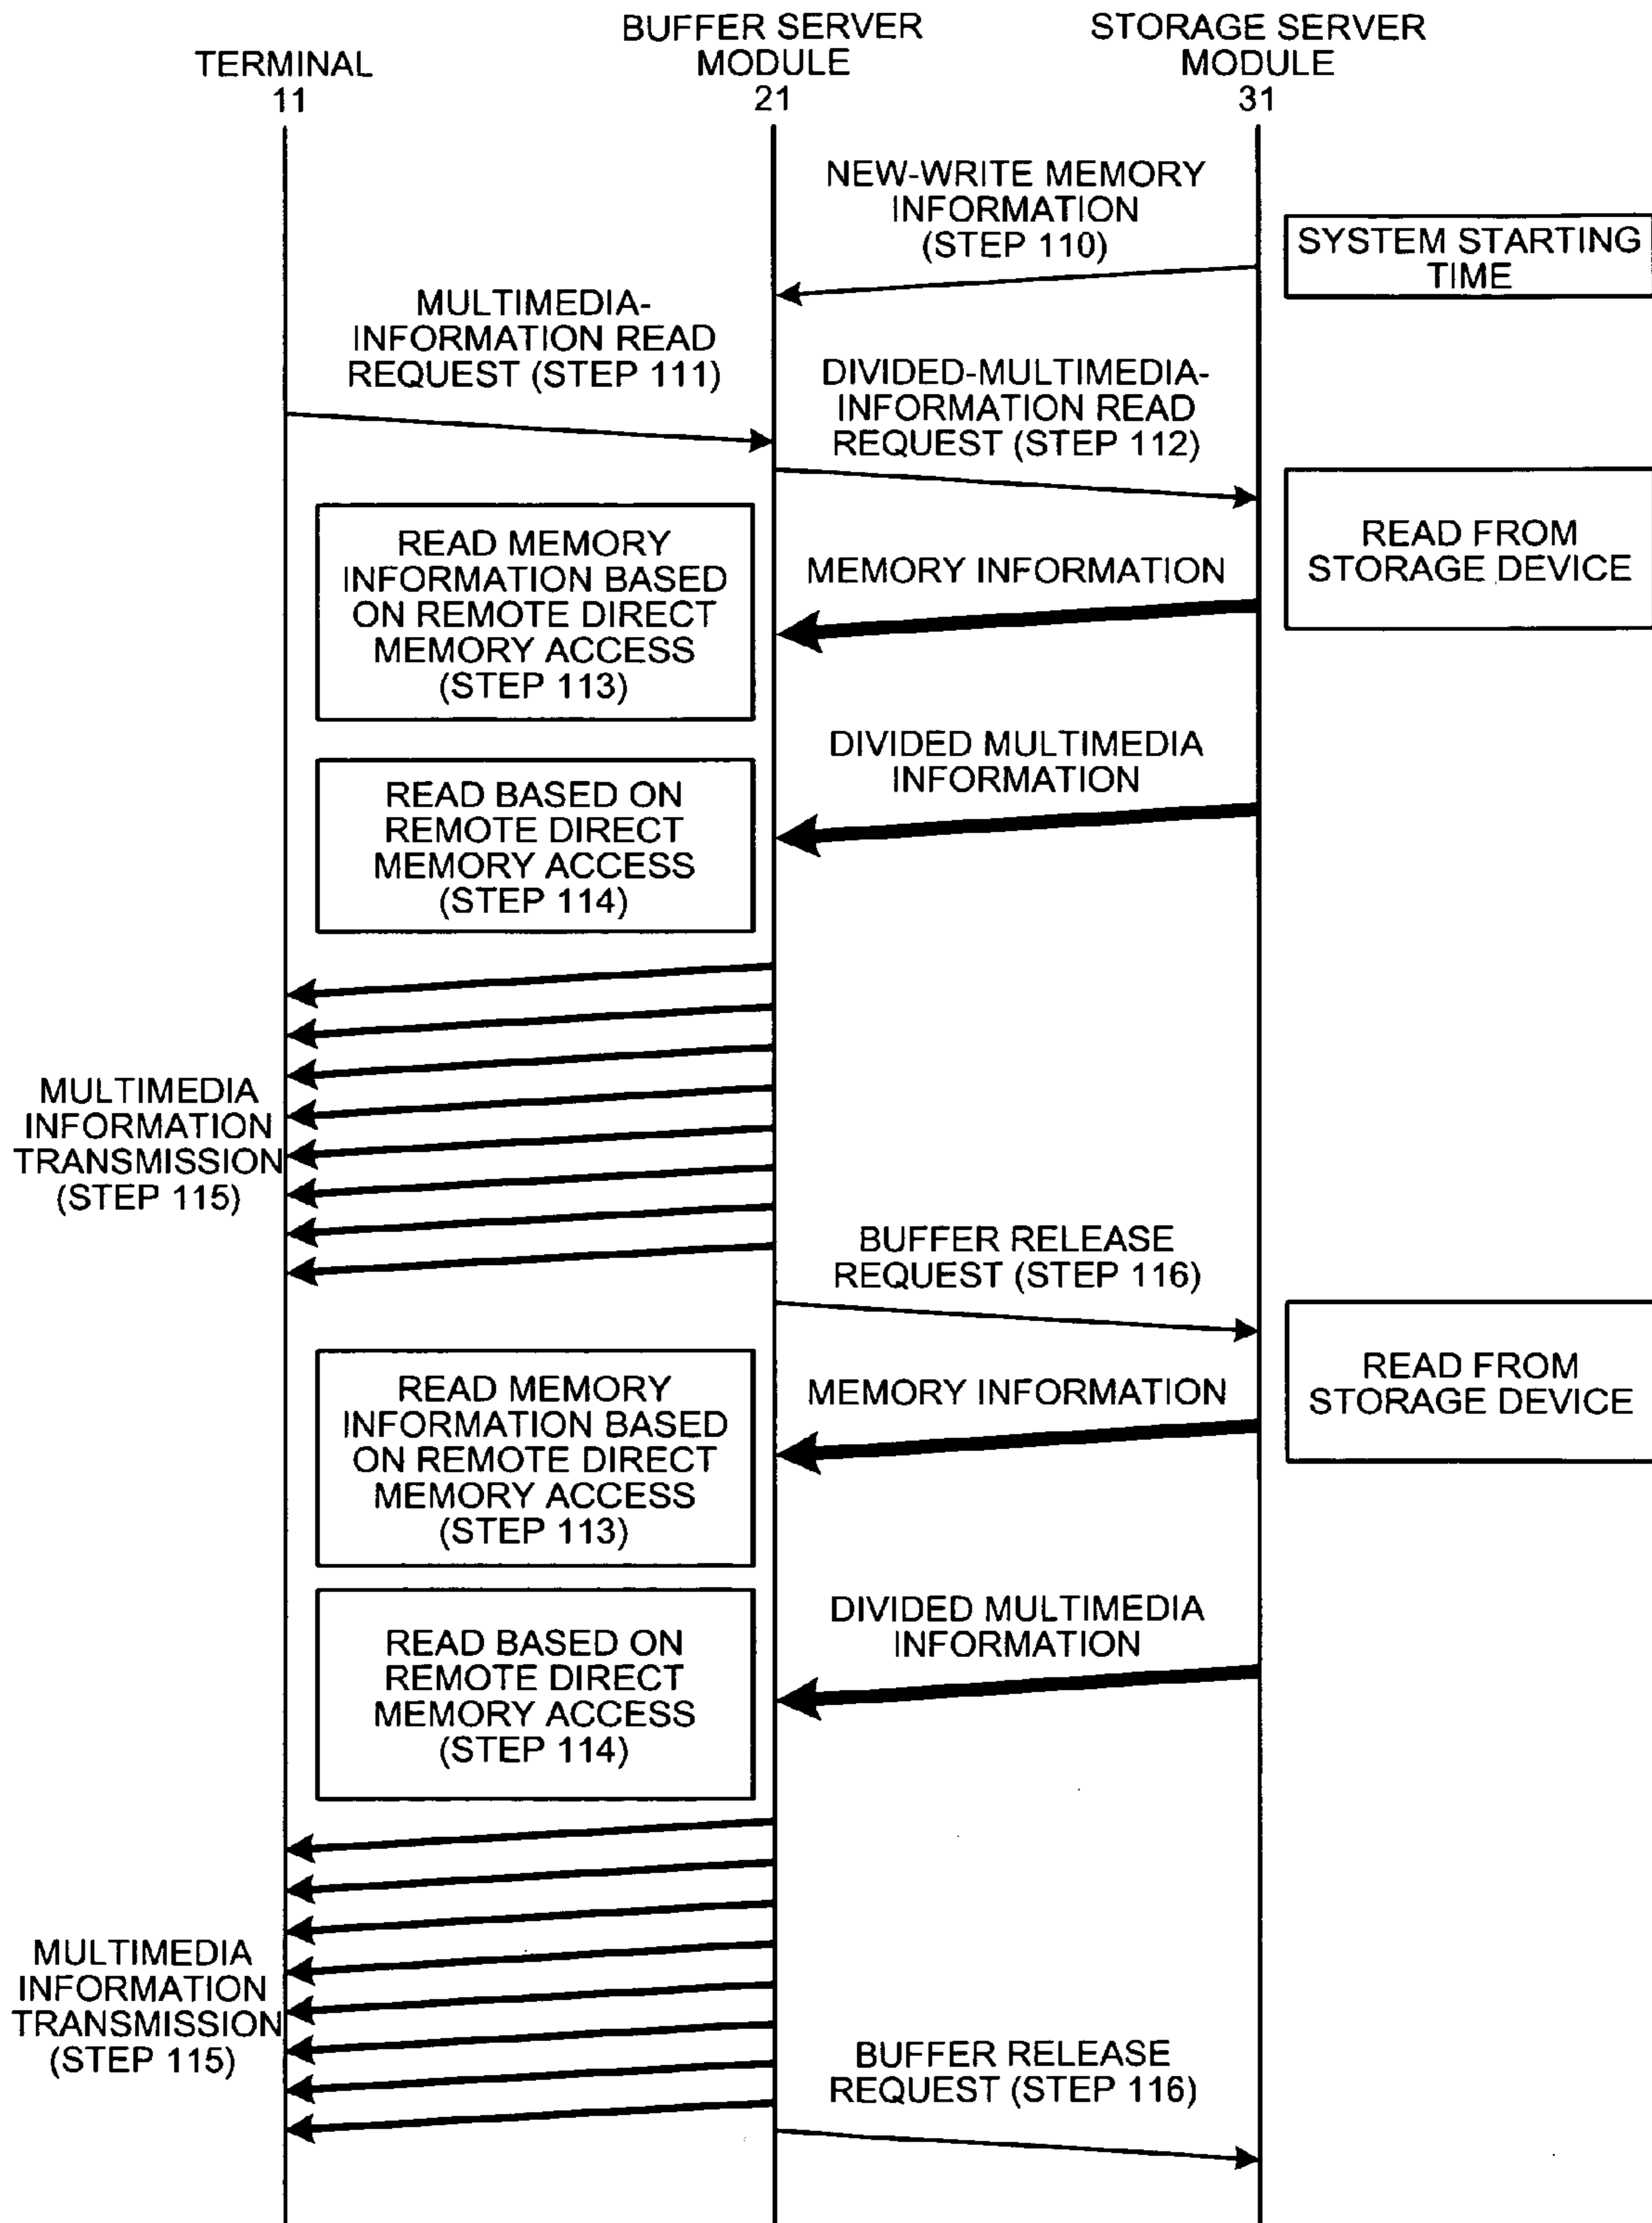 TERMINAL
11
BUFFER SERVER
MODULE
21
STORAGE SERVER
MODULE
31
NEW-WRITE MEMORY
INFORMATION
(STEP 110)
SYSTEM STARTING
TIME
MULTIMEDIA-
INFORMATION READ
REQUEST (STEP 111)
DIVIDED-MULTIMEDIA-
INFORMATION READ
REQUEST (STEP 112)
READ FROM
STORAGE DEVICE
READ MEMORY
INFORMATION BASED
ON REMOTE DIRECT
MEMORY ACCESS
(STEP 113)
MEMORY INFORMATION
DIVIDED MULTIMEDIA
INFORMATION
READ BASED ON
REMOTE DIRECT
MEMORY ACCESS
(STEP 114)
MULTIMEDIA
INFORMATION
TRANSMISSION
(STEP 115)
BUFFER RELEASE
REQUEST (STEP 116)
READ FROM
STORAGE DEVICE
READ MEMORY
INFORMATION BASED
ON REMOTE DIRECT
MEMORY ACCESS
(STEP 113)
MEMORY INFORMATION
DIVIDED MULTIMEDIA
INFORMATION
READ BASED ON
REMOTE DIRECT
MEMORY ACCESS
(STEP 114)
MULTIMEDIA
INFORMATION
TRANSMISSION
(STEP 115)
BUFFER RELEASE
REQUEST (STEP 116)